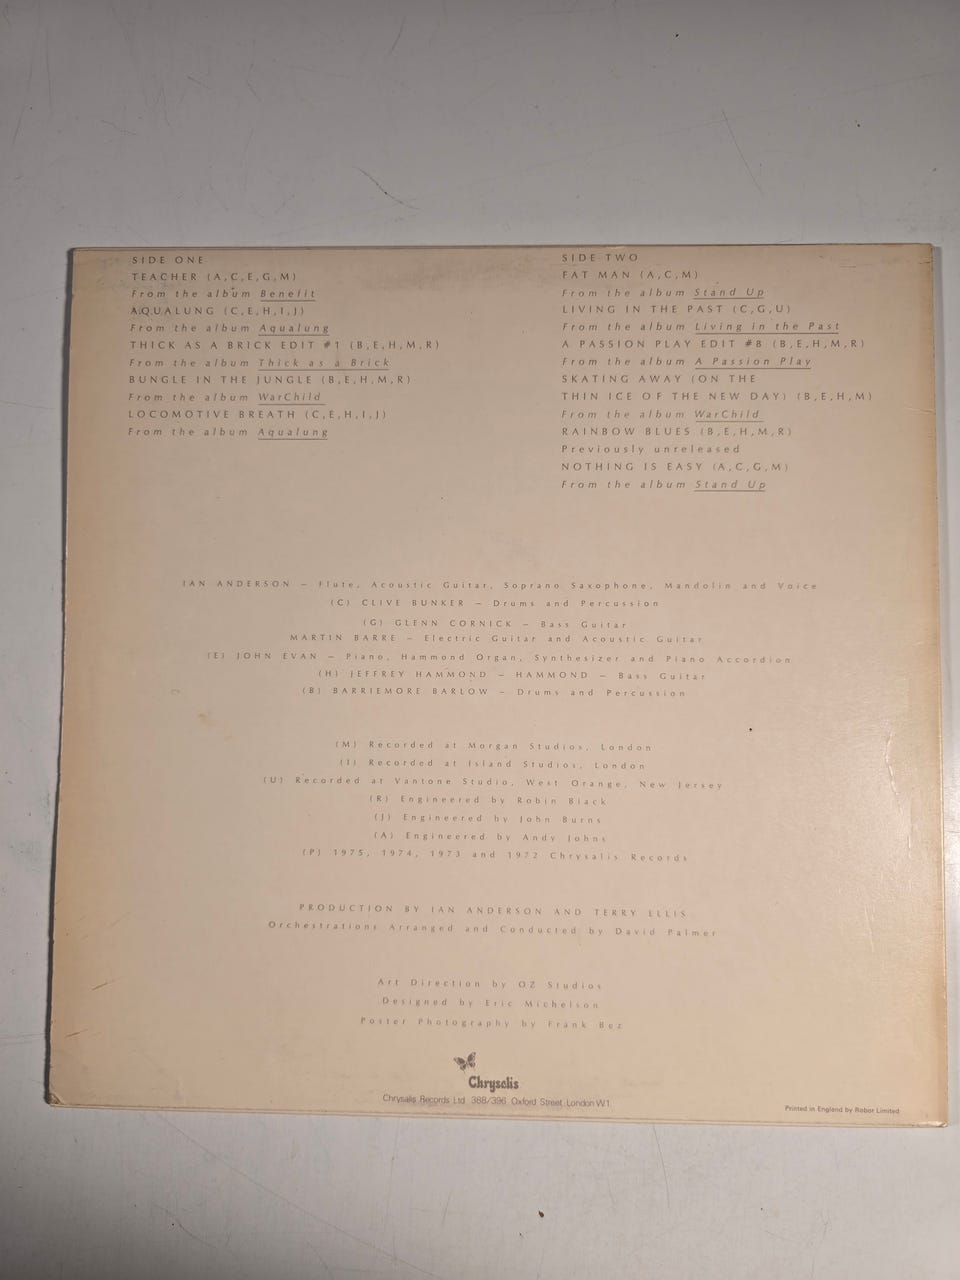 SIDE ONE
TEACHER (A,C,E,G,M)
From the album Benefit
AQUALUNG (C,E,H,I,J)
From the album Aqualung
THICK AS A BRICK EDIT #1 (B,E,H,M,R)
From the album Thick as a Brick
BUNGLE IN THE JUNGLE (B,E,H,M,R)
From the album WarChild
LOCOMOTIVE BREATH (C,E,H,I,J)
From the album Aqualung
SIDE TWO
FAT MAN (A,C,M)
From the album Stand Up
LIVING IN THE PAST (C,G,U)
From the album Living in the Past
A PASSION PLAY EDIT #8 (B,E,H,M,R)
From the album A Passion Play
SKATING AWAY (ON THE
THIN ICE OF THE NEW DAY) (B,E,H,M)
From the album WarChild
RAINBOW BLUES (B,E,H,M,R)
Previously unreleased
NOTHING IS EASY (A,C,G,M)
From the album Stand Up
IAN ANDERSON – Flute, Acoustic Guitar, Soprano Saxophone, Mandolin and Voice
(C) CLIVE BUNKER – Drums and Percussion
(G) GLENN CORNICK – Bass Guitar
MARTIN BARRE – Electric Guitar and Acoustic Guitar
(E) JOHN EVAN – Piano, Hammond Organ, Synthesizer and Piano Accordion
(H) JEFFREY HAMMOND – HAMMOND – Bass Guitar
(B) BARRIEMORE BARLOW – Drums and Percussion
(M) Recorded at Morgan Studios, London
(I) Recorded at Island Studios, London
(U) Recorded at Vantone Studio, West Orange, New Jersey
(R) Engineered by Robin Black
(J) Engineered by John Burns
(A) Engineered by Andy Johns
(P) 1975, 1974, 1973 and 1972 Chrysalis Records
PRODUCTION BY IAN ANDERSON AND TERRY ELLIS
Orchestrations Arranged and Conducted by David Palmer
Art Direction by OZ Studios
Designed by Eric Michelson
Poster Photography by Frank Bez
Chrysalis
Chrysalis Records Ltd 388/396 Oxford Street London W1
Printed in England by Robor Limited